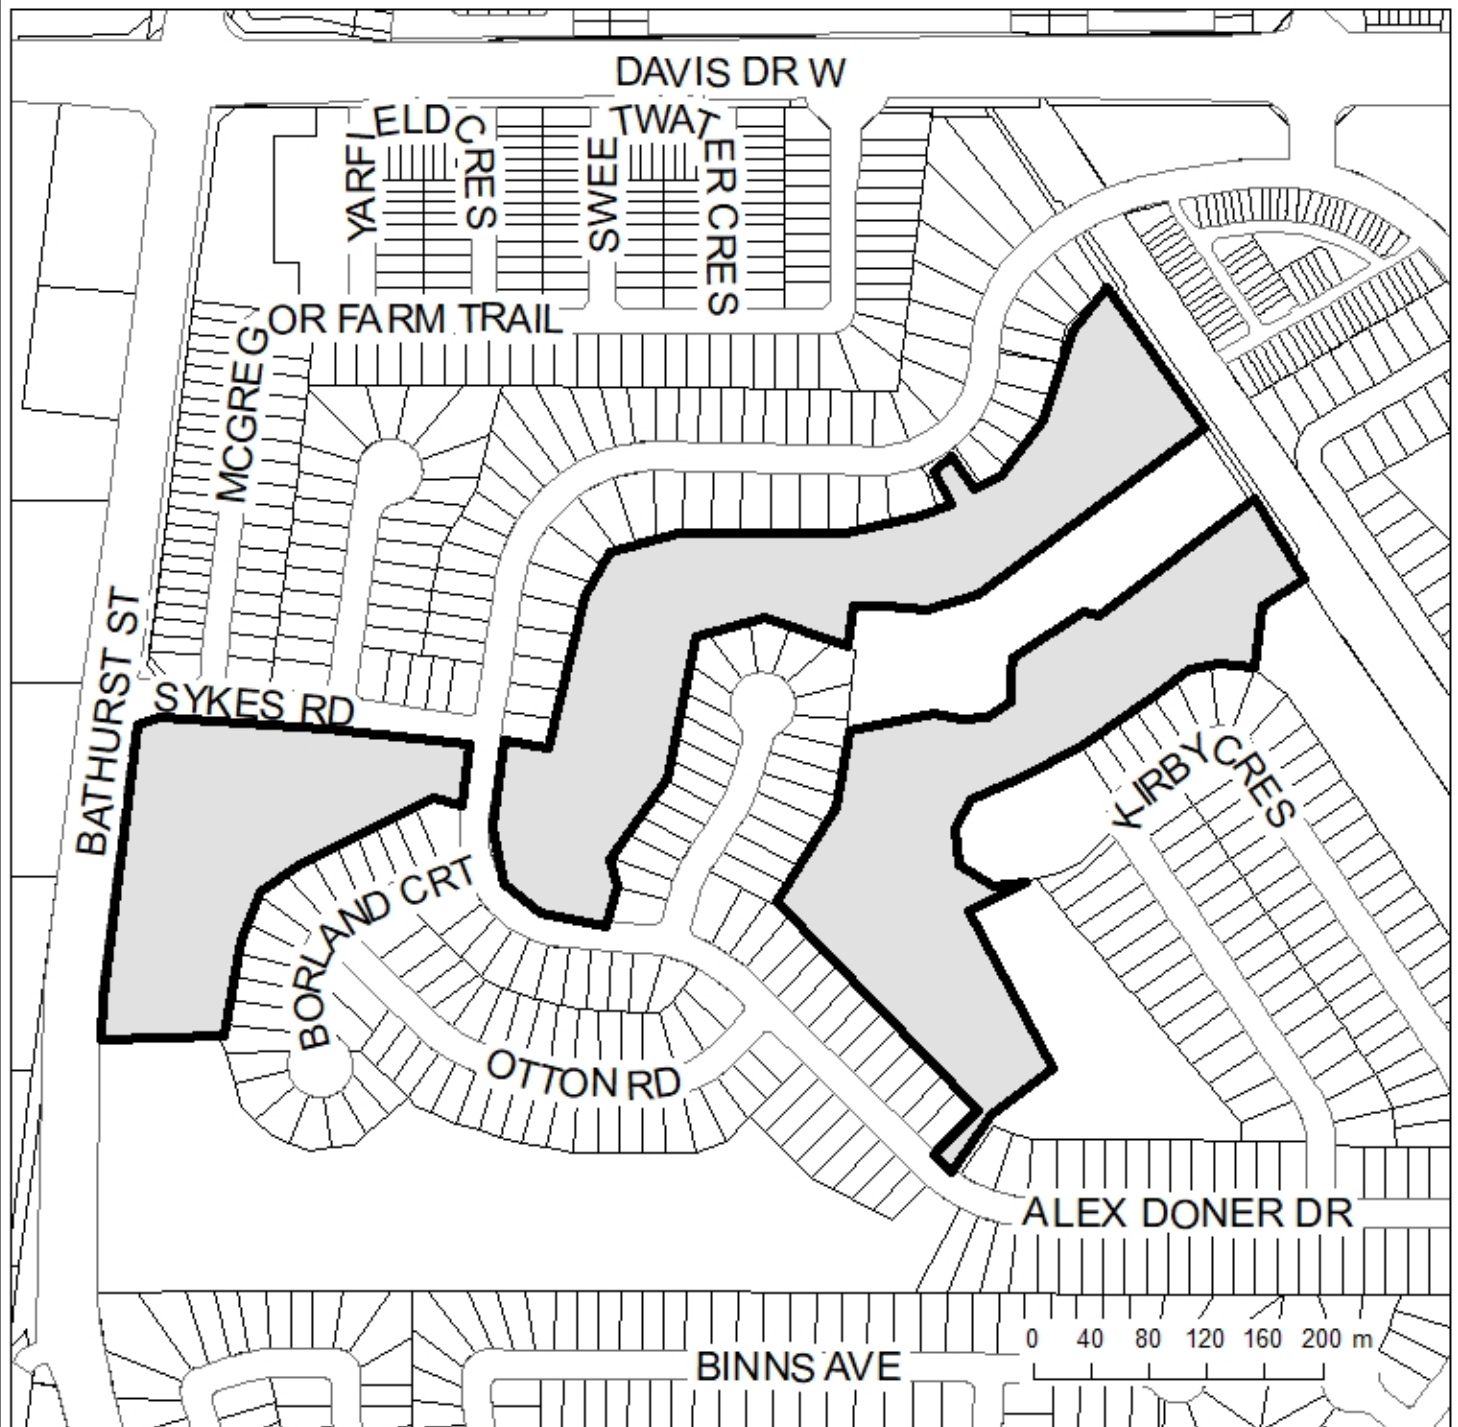 DAVIS DR W
YARFIELD CRES
SWEETWATER CRES
MCGREGOR FARM TRAIL
BATHURST ST
SYKES RD
KIRBY CRES
BORLAND CRT
OTTON RD
ALEX DONER DR
0 40 80 120 160 200 m
BINNS AVE